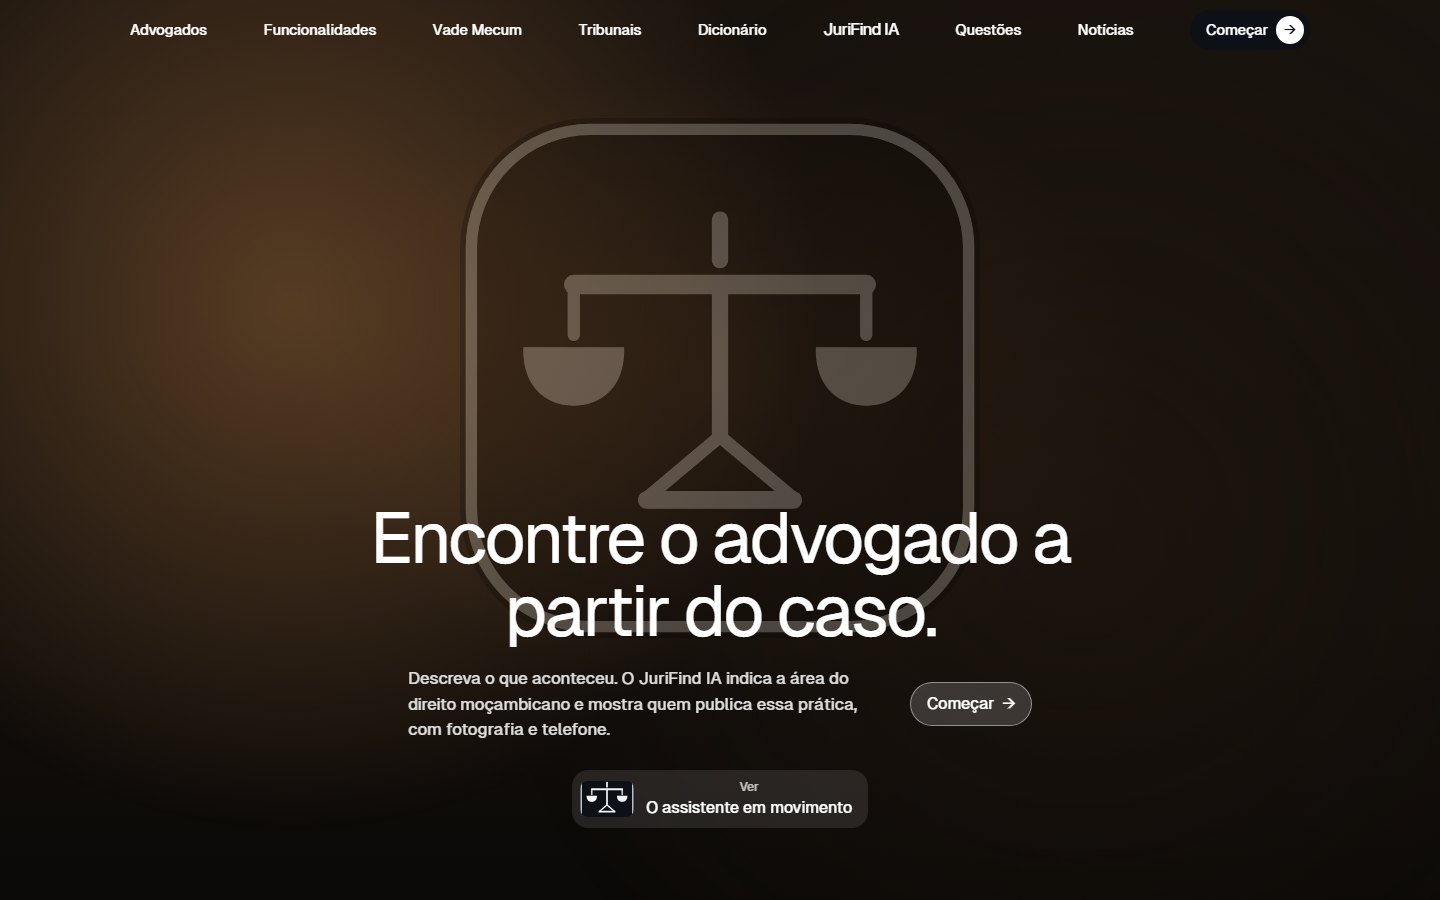 Advogados
Funcionalidades
Vade Mecum
Tribunais
Dicionário
JuriFind IA
Questões
Notícias
Começar
Encontre o advogado a
partir do caso.
Descreva o que aconteceu. O JuriFind IA indica a área do
direito moçambicano e mostra quem publica essa prática,
com fotografia e telefone.
Começar
Ver
O assistente em movimento